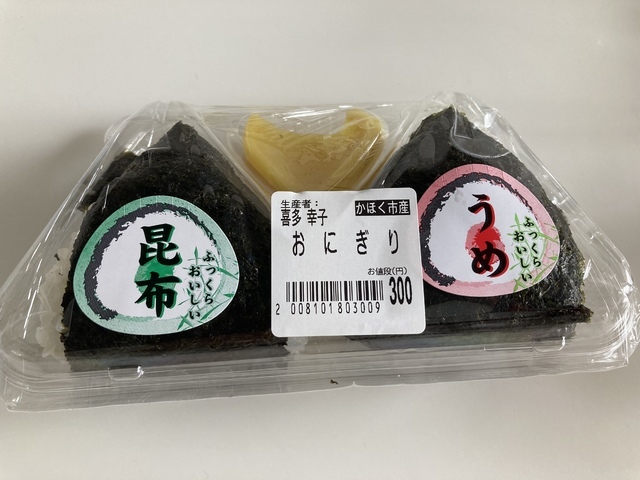 昆布
ふっくら
おいしい
生産者:
喜多 幸子
かほく市産
おにぎり
お値段(円)
300
2 008101803009
うめ
ふっくら
おいしい